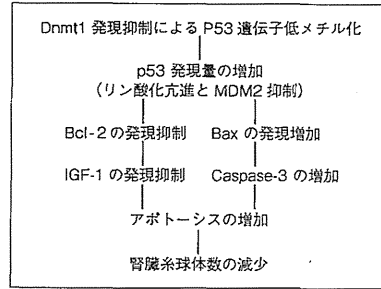 Dnmt1 発現抑制による P53 遺伝子低メチル化
p53 発現量の増加
(リン酸化亢進と MDM2 抑制)
Bcl-2 の発現抑制 Bax の発現増加
IGF-1 の発現抑制 Caspase-3 の増加
アポトーシスの増加
腎臓糸球体数の減少